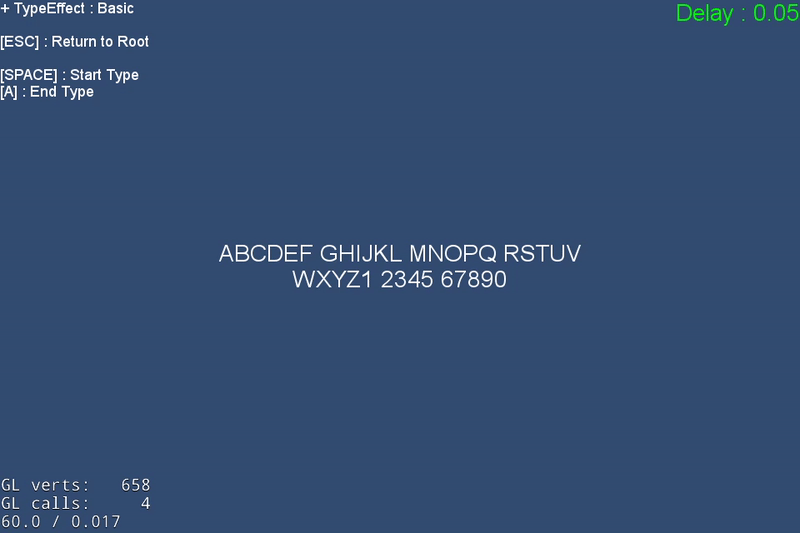 + TypeEffect : Basic
Delay : 0.05
[ESC] : Return to Root
[SPACE] : Start Type
[A] : End Type
ABCDEF GHIJKL MNOPQ RSTUV
WXYZ1 2345 67890
GL verts: 658
GL calls: 4
60.0 / 0.017